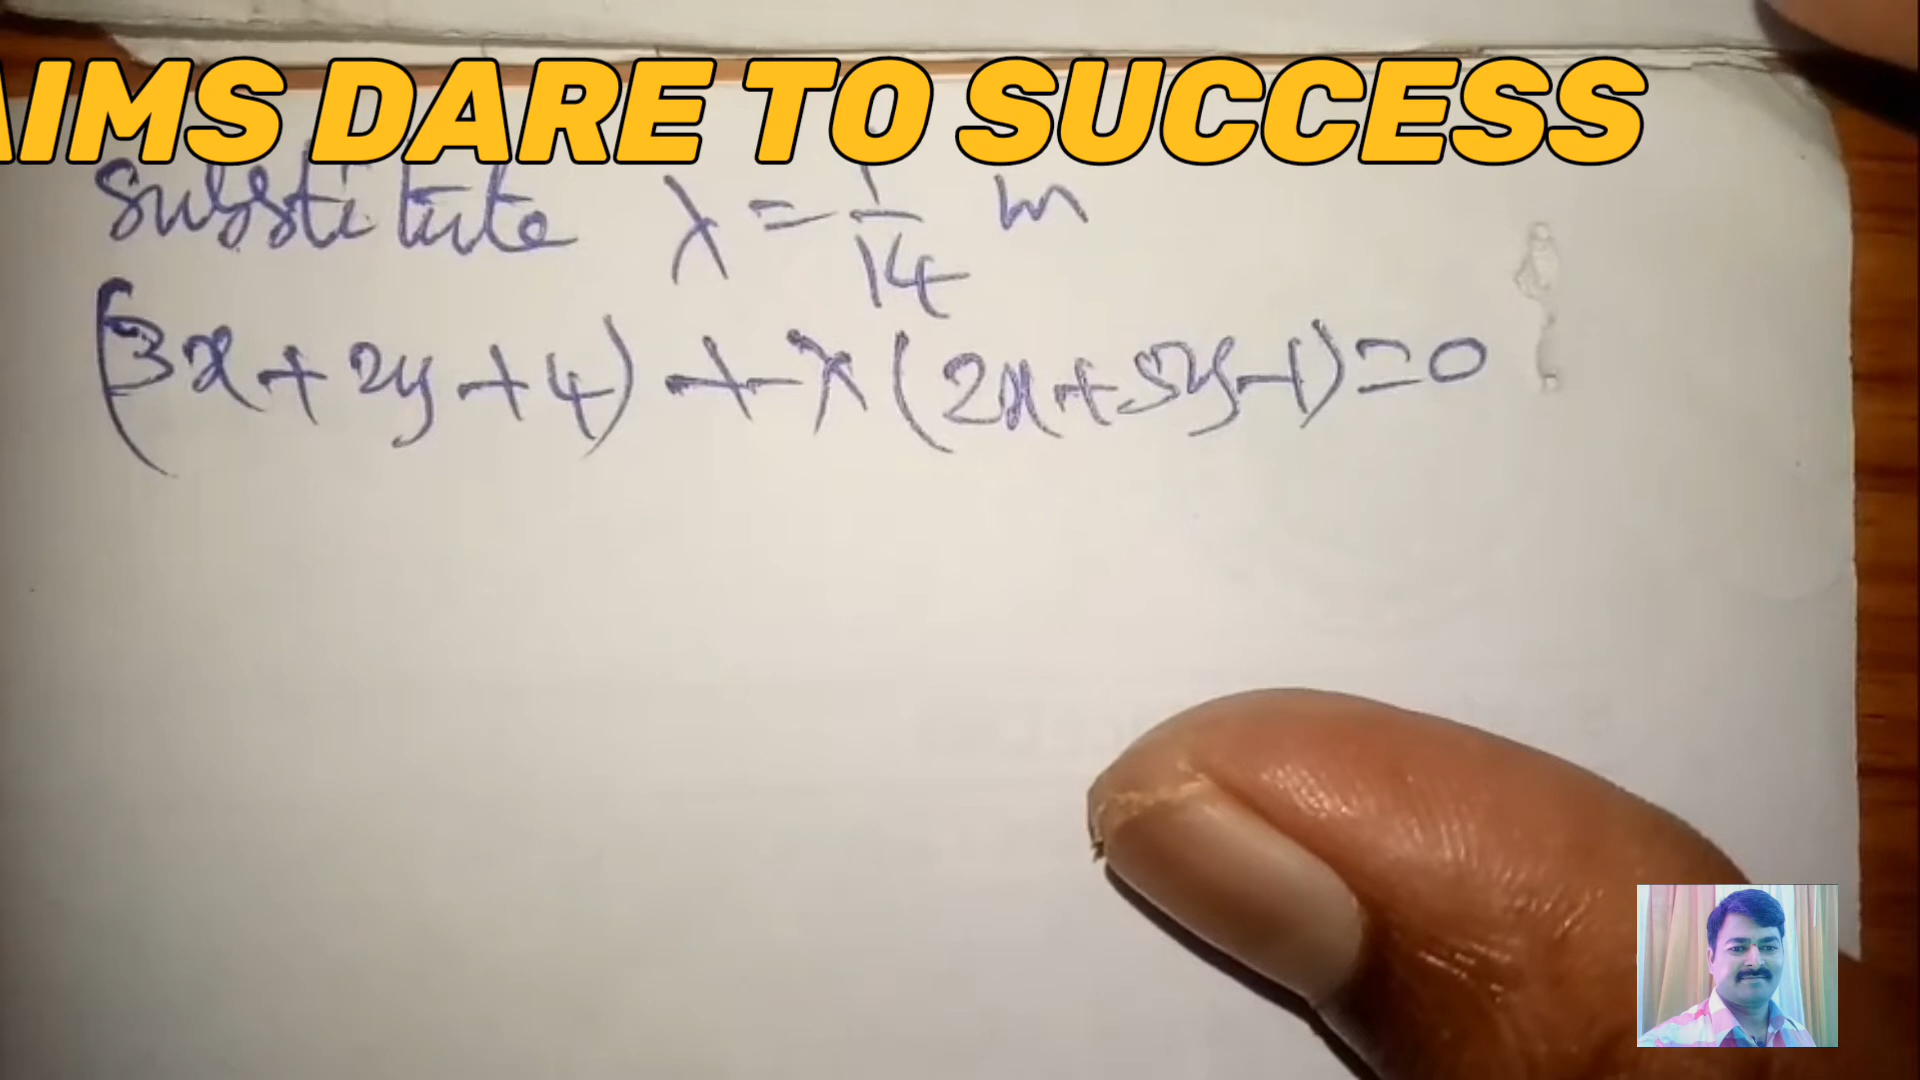 AIMS DARE TO SUCCESS
Substitute λ = 1/14 in
(3x + 2y + 4) + λ (2x + 5y - 1) = 0